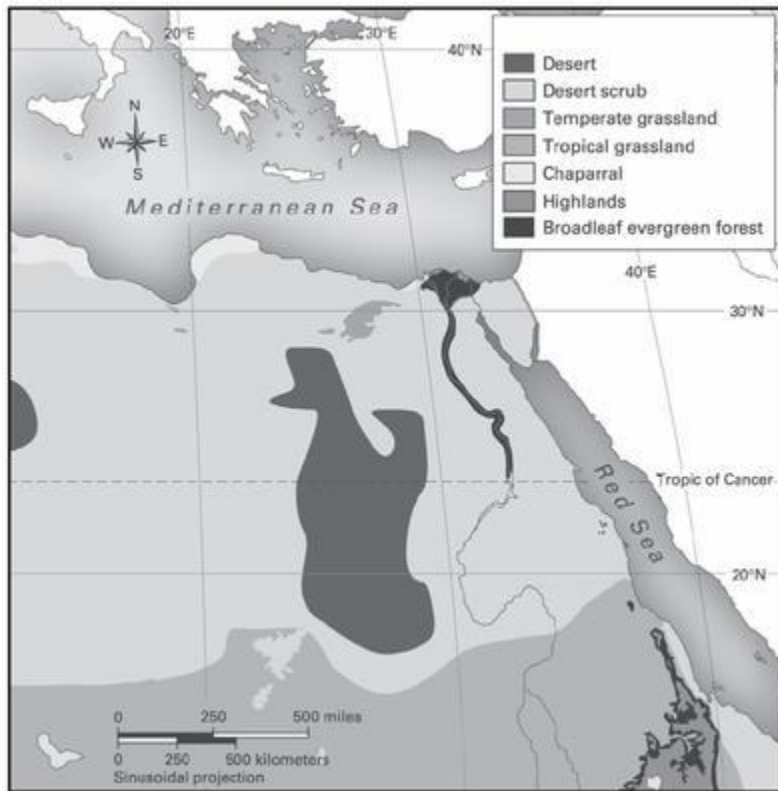 20°E
30°E
40°N
Desert
Desert scrub
Temperate grassland
Tropical grassland
Chaparral
Highlands
Broadleaf evergreen forest
N
W E
S
Mediterranean Sea
40°E
30°N
Tropic of Cancer
Red Sea
20°N
0 250 500 miles
0 250 500 kilometers
Sinusoidal projection